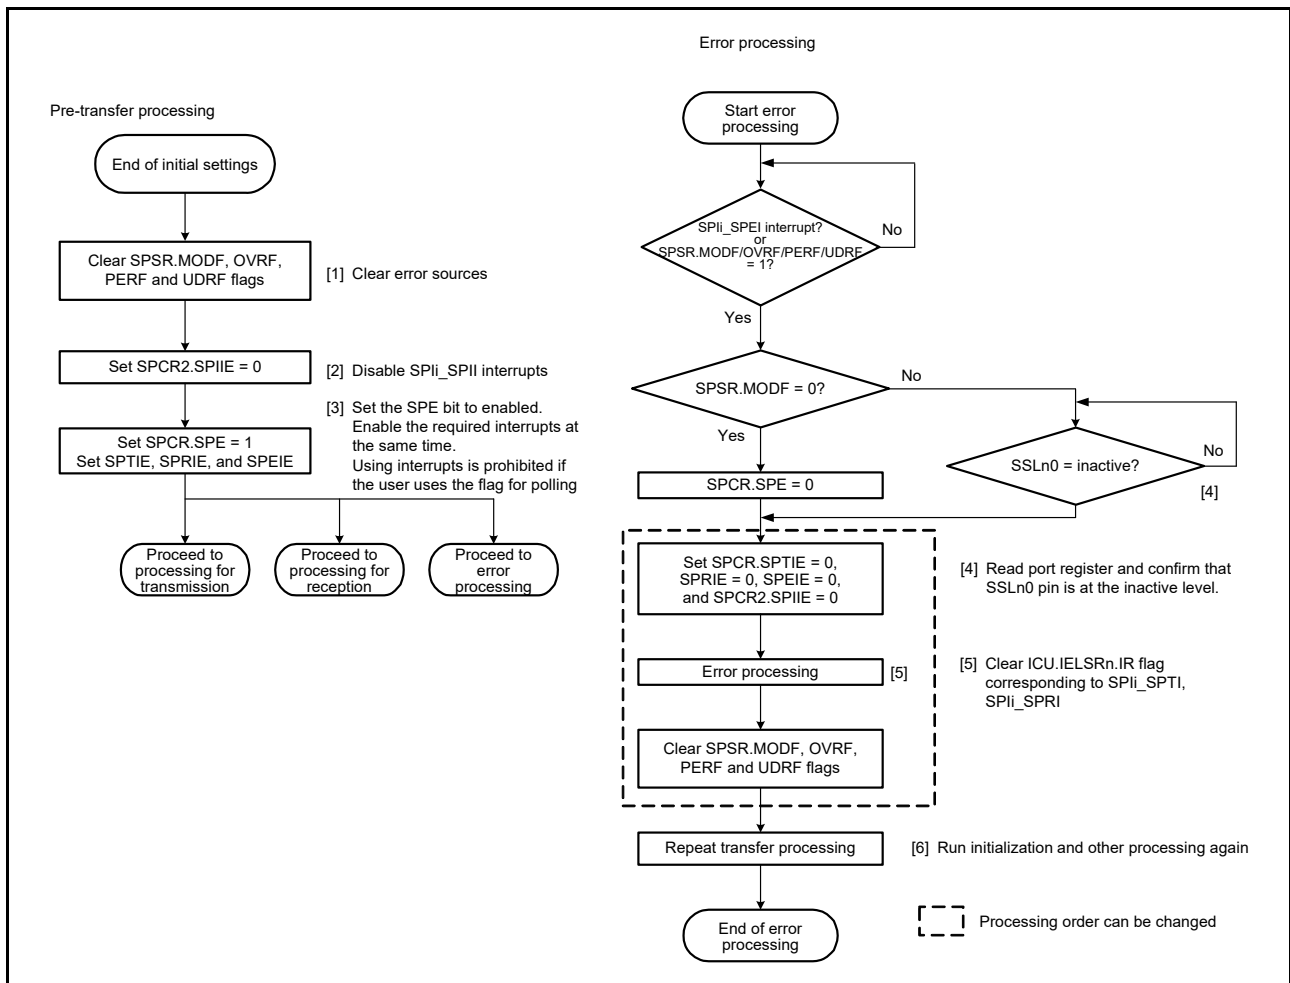 Pre-transfer processing
End of initial settings
Clear SPSR.MODF, OVRF,
PERF and UDRF flags
[1] Clear error sources
Set SPCR2.SPIIE = 0
[2] Disable SPIi_SPII interrupts
Set SPCR.SPE = 1
Set SPTIE, SPRIE, and SPEIE
[3] Set the SPE bit to enabled.
Enable the required interrupts at
the same time.
Using interrupts is prohibited if
the user uses the flag for polling
Proceed to
processing for
transmission
Proceed to
processing for
reception
Proceed to
error
processing
Error processing
Start error
processing
SPIi_SPEI interrupt?
or
SPSR.MODF/OVRF/PERF/UDRF
= 1?
No
Yes
SPSR.MODF = 0?
No
Yes
SSLn0 = inactive?
No
[4]
SPCR.SPE = 0
Set SPCR.SPTIE = 0,
SPRIE = 0, SPEIE = 0,
and SPCR2.SPIIE = 0
[4] Read port register and confirm that
SSLn0 pin is at the inactive level.
Error processing
[5]
[5] Clear ICU.IELSRn.IR flag
corresponding to SPIi_SPTI,
SPIi_SPRI
Clear SPSR.MODF, OVRF,
PERF and UDRF flags
Repeat transfer processing
[6] Run initialization and other processing again
End of error
processing
Processing order can be changed